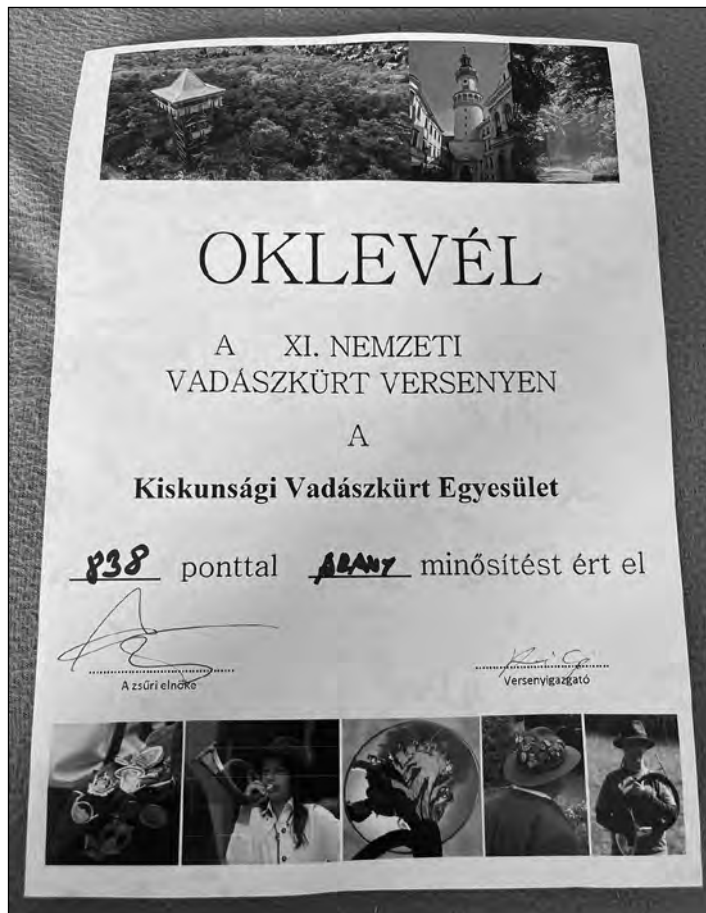 OKLEVÉL
A XI. NEMZETI
VADÁSZKÜRT VERSENYEN
A
Kiskunsági Vadászkürt Egyesület
838 ponttal ARANY minősítést ért el
A zsűri elnöke
Versenyigazgató